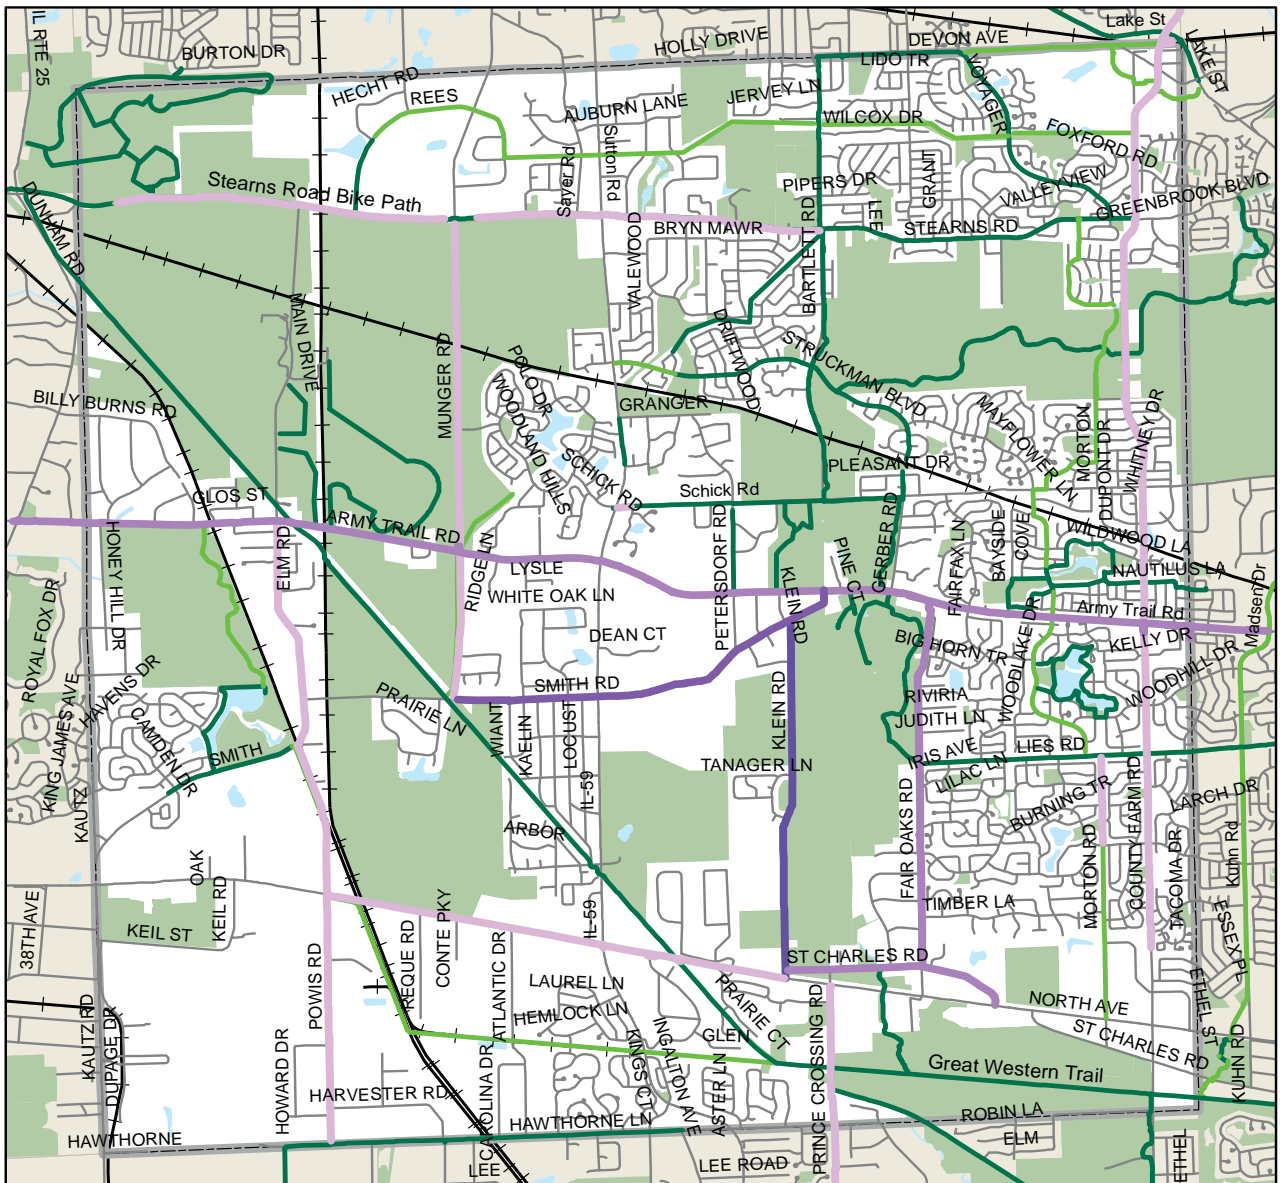 IL RTE 25
BURTON DR
HOLLY DRIVE
DEVON AVE
Lake St
LAKE ST
HECHT RD
REES
AUBURN LANE
JERVEY LN
LIDO TR
VOYAGER
WILCOX DR
FOXFORD RD
Sayer Rd
Sutton Rd
PIPERS DR
GRANT
VALLEYVIEW
GREENBROOK BLVD
Stearns Road Bike Path
DUNHAM RD
VALEWOOD
BRYN MAWR
BARTLETT RD
LEE
STEARNS RD
MAIN DRIVE
MUNGER RD
POLO DR
DRIFTWOOD
STRUCKMAN BLVD
BILLY BURNS RD
WOODLAND HILLS
GRANGER
MAYFLOWER LN
MORTON
DUPONT DR
WHITNEY DR
SCHICK RD
PLEASANT DR
Schick Rd
GLOS ST
ARMY TRAIL RD
HONEY HILL DR
ELM RD
RIDGE LN
LYSLE
WHITE OAK LN
PETERSDORF RD
KLEIN RD
PINE CT
GERBER RD
FAIRFAX LN
BAYSIDE
COVE
WILDWOOD LA
NAUTILUS LA
Army Trail Rd
Madsen Dr
ROYAL FOX DR
DEAN CT
BIG HORN TR
WOODLAKE DR
KELLY DR
WOODHILL DR
HAVENS DR
CAMDEN DR
KING JAMES AVE
KAUTZ
SMITH
PRAIRIE LN
SMITH RD
WIANT
KAELIN
LOCUST
IL-59
KLEIN RD
RIVIRIA
JUDITH LN
IRIS AVE
LILAC LN
LIES RD
TANAGER LN
ARBOR
FAIR OAKS RD
BURNING TR
MORTON RD
COUNTY FARM RD
LARCH DR
TACOMA DR
Kuhn Rd
OAK
KEIL RD
KEIL ST
38TH AVE
IL-59
TIMBER LA
ESSEX PL
POWIS RD
REQUE RD
CONTE PKY
ATLANTIC DR
ST CHARLES RD
LAUREL LN
HEMLOCK LN
PRAIRIE CT
GLEN
PRINCE CROSSING RD
NORTH AVE
ST CHARLES RD
ETHEL ST
KUHN RD
KAUTZ RD
DUPAGE DR
HOWARD DR
HARVESTER RD
CAROLINA DR
KINGS CT
INGALTON AVE
ASTER LN
Great Western Trail
HAWTHORNE
HAWTHORNE LN
ROBIN LA
LEE
LEE ROAD
ELM
ETHEL